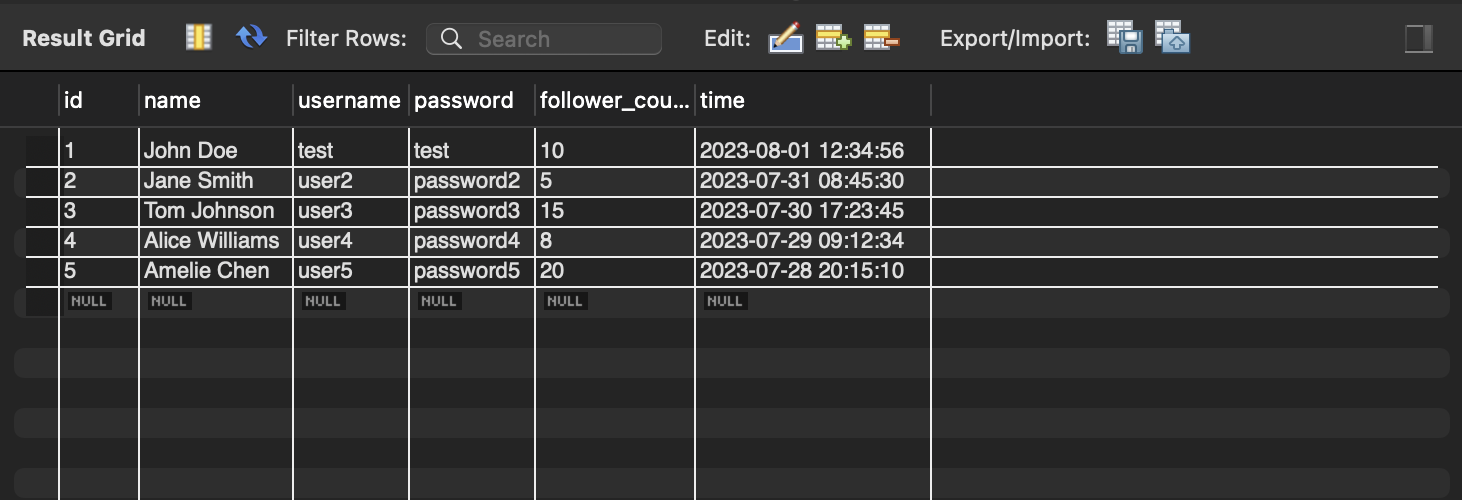 Result Grid Filter Rows: Search Edit: Export/Import:
id name username password follower_cou... time
1 John Doe test test 10 2023-08-01 12:34:56
2 Jane Smith user2 password2 5 2023-07-31 08:45:30
3 Tom Johnson user3 password3 15 2023-07-30 17:23:45
4 Alice Williams user4 password4 8 2023-07-29 09:12:34
5 Amelie Chen user5 password5 20 2023-07-28 20:15:10
NULL NULL NULL NULL NULL NULL